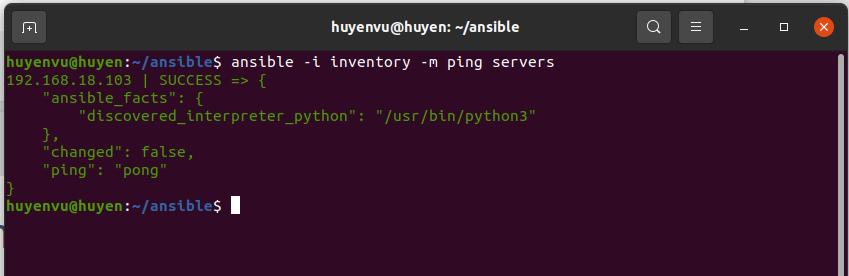 huyenvu@huyen: ~/ansible
huyenvu@huyen:~/ansible$ ansible -i inventory -m ping servers
192.168.18.103 | SUCCESS => {
    "ansible_facts": {
        "discovered_interpreter_python": "/usr/bin/python3"
    },
    "changed": false,
    "ping": "pong"
}
huyenvu@huyen:~/ansible$